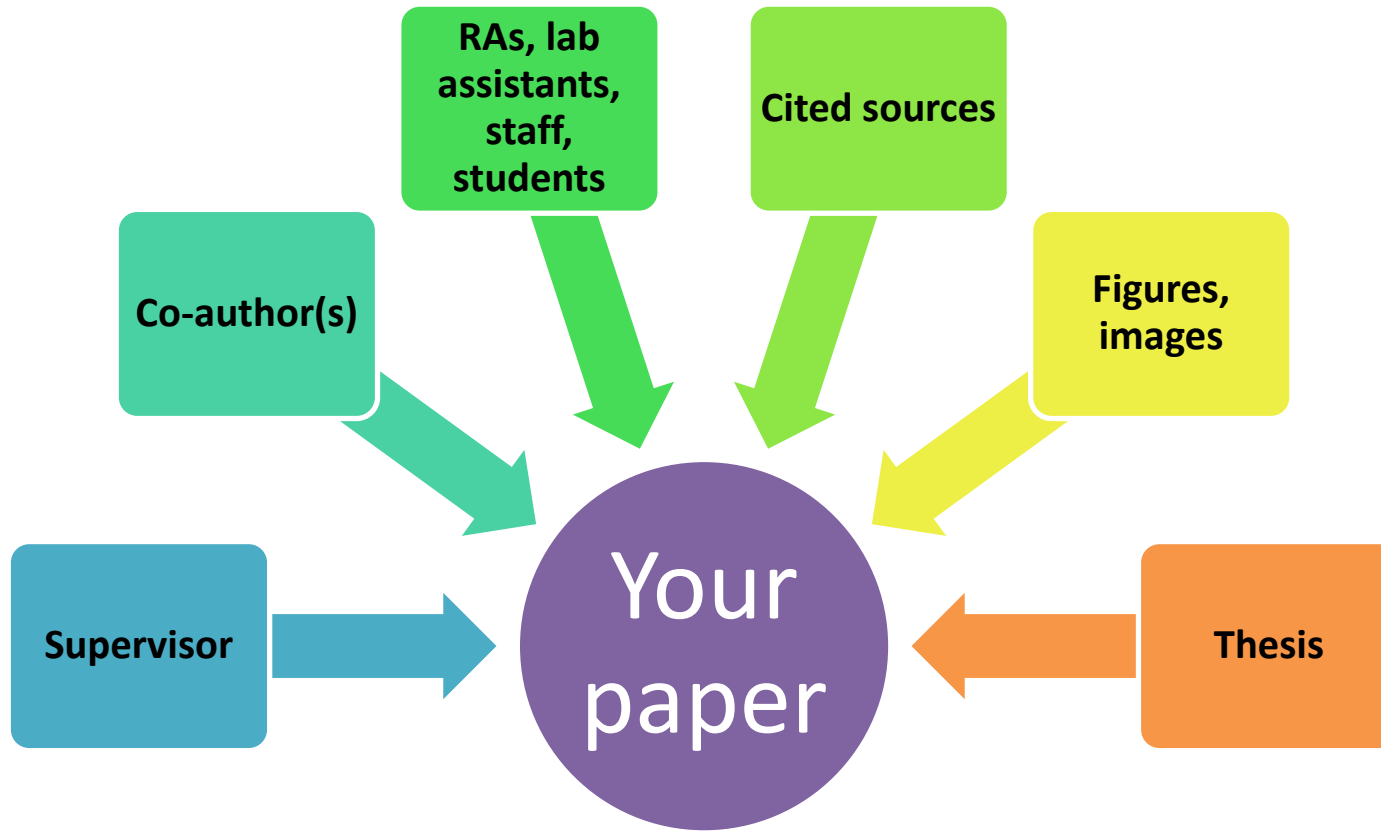 RAs, lab
assistants,
staff,
students
Cited sources
Co-author(s)
Figures,
images
Supervisor
Your
paper
Thesis